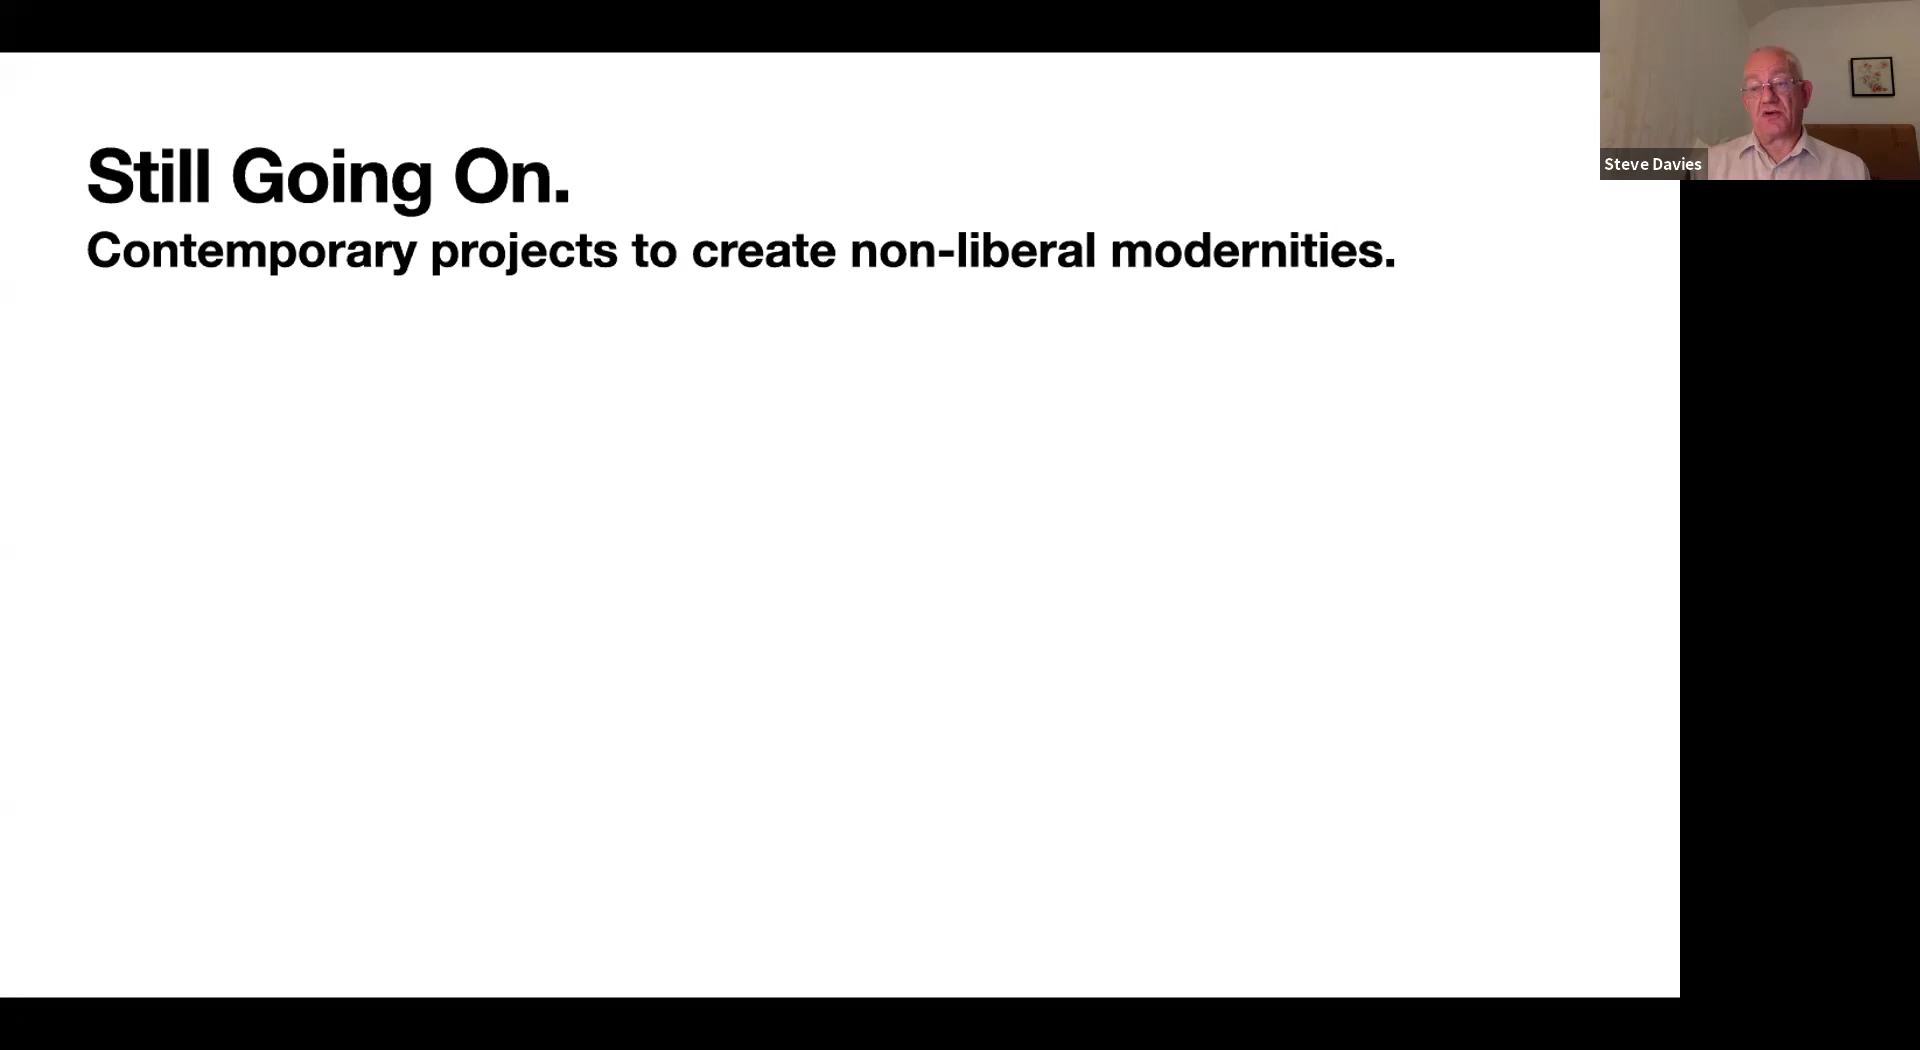 Still Going On.
Contemporary projects to create non-liberal modernities.
Steve Davies